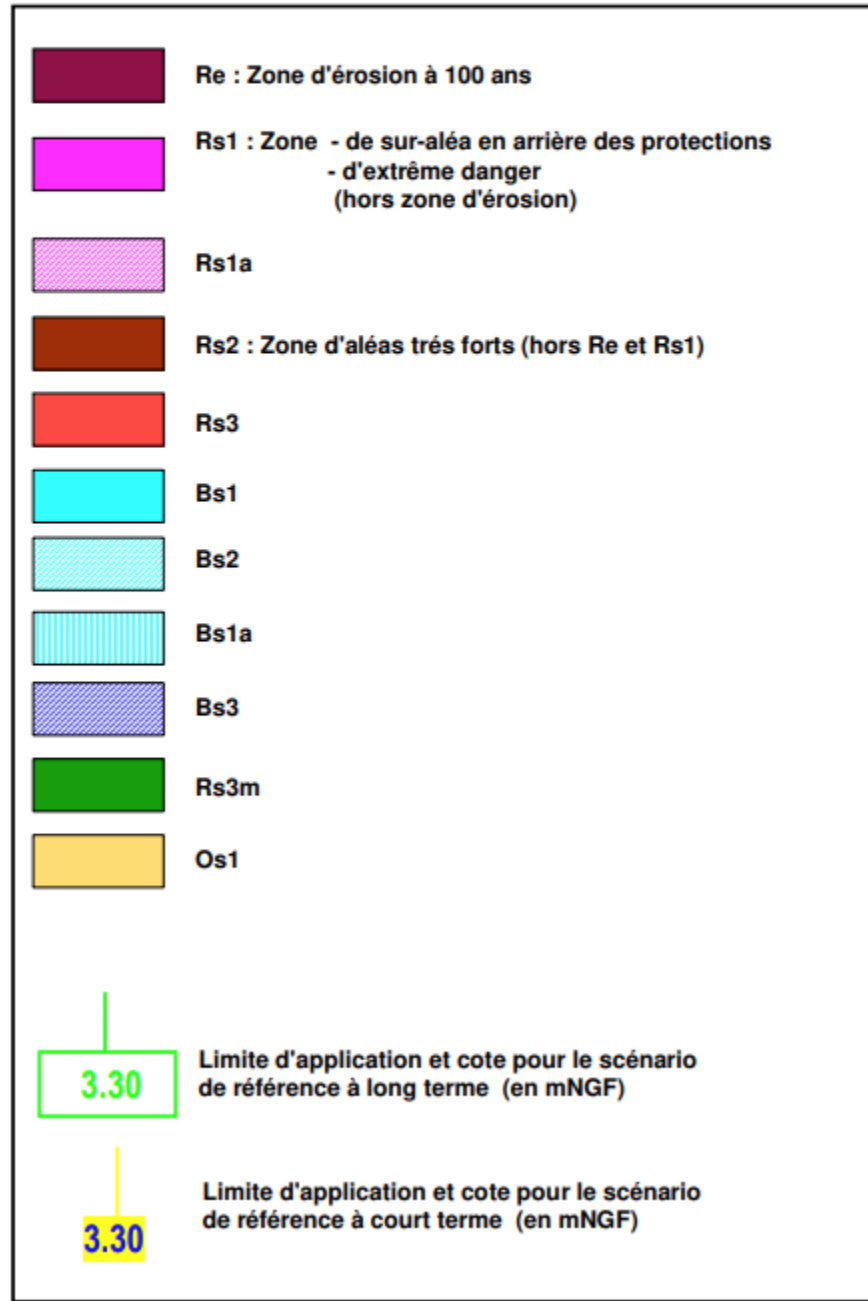 Re : Zone d'érosion à 100 ans
Rs1 : Zone - de sur-aléa en arrière des protections
- d'extrême danger
(hors zone d'érosion)
Rs1a
Rs2 : Zone d'aléas trés forts (hors Re et Rs1)
Rs3
Bs1
Bs2
Bs1a
Bs3
Rs3m
Os1
3.30
Limite d'application et cote pour le scénario
de référence à long terme (en mNGF)
3.30
Limite d'application et cote pour le scénario
de référence à court terme (en mNGF)